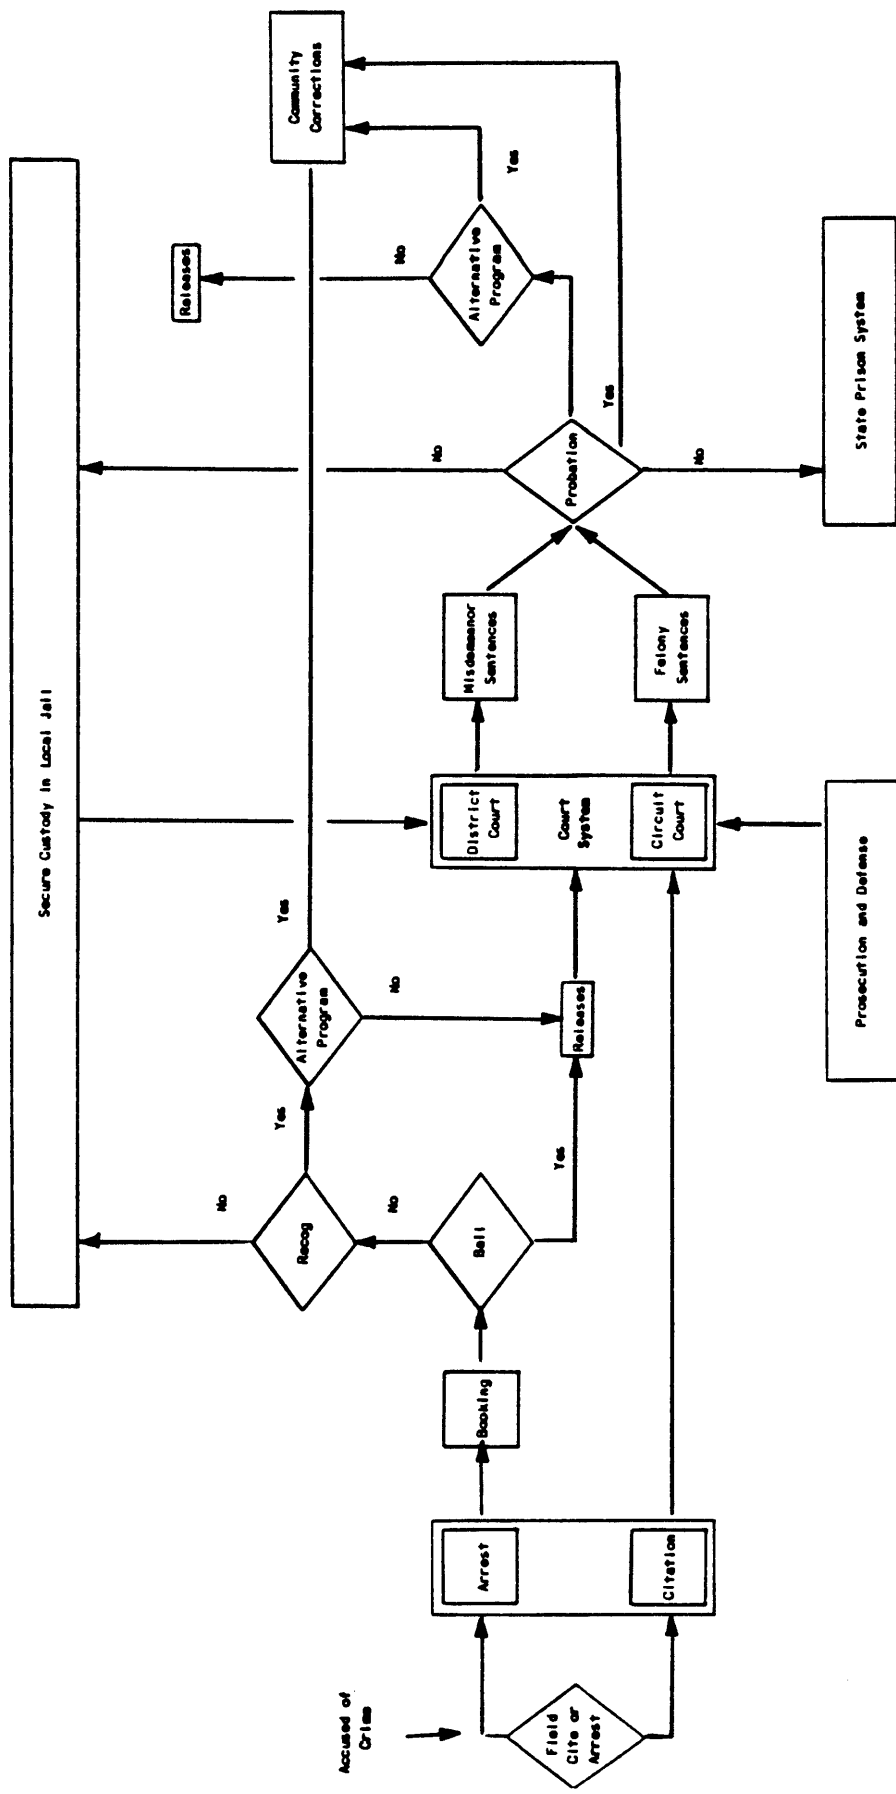 Accused of
Crime
Field
Cite or
Arrest
Arrest
Citation
Booking
Bail
No
Yes
Recog
No
Yes
Alternative
Program
Yes
No
Releases
Secure Custody in Local Jail
District
Court
Court
System
Circuit
Court
Prosecution and Defense
Misdemeanor
Sentences
Felony
Sentences
Probation
No
Yes
No
State Prison System
Alternative
Program
No
Yes
Releases
Community
Corrections